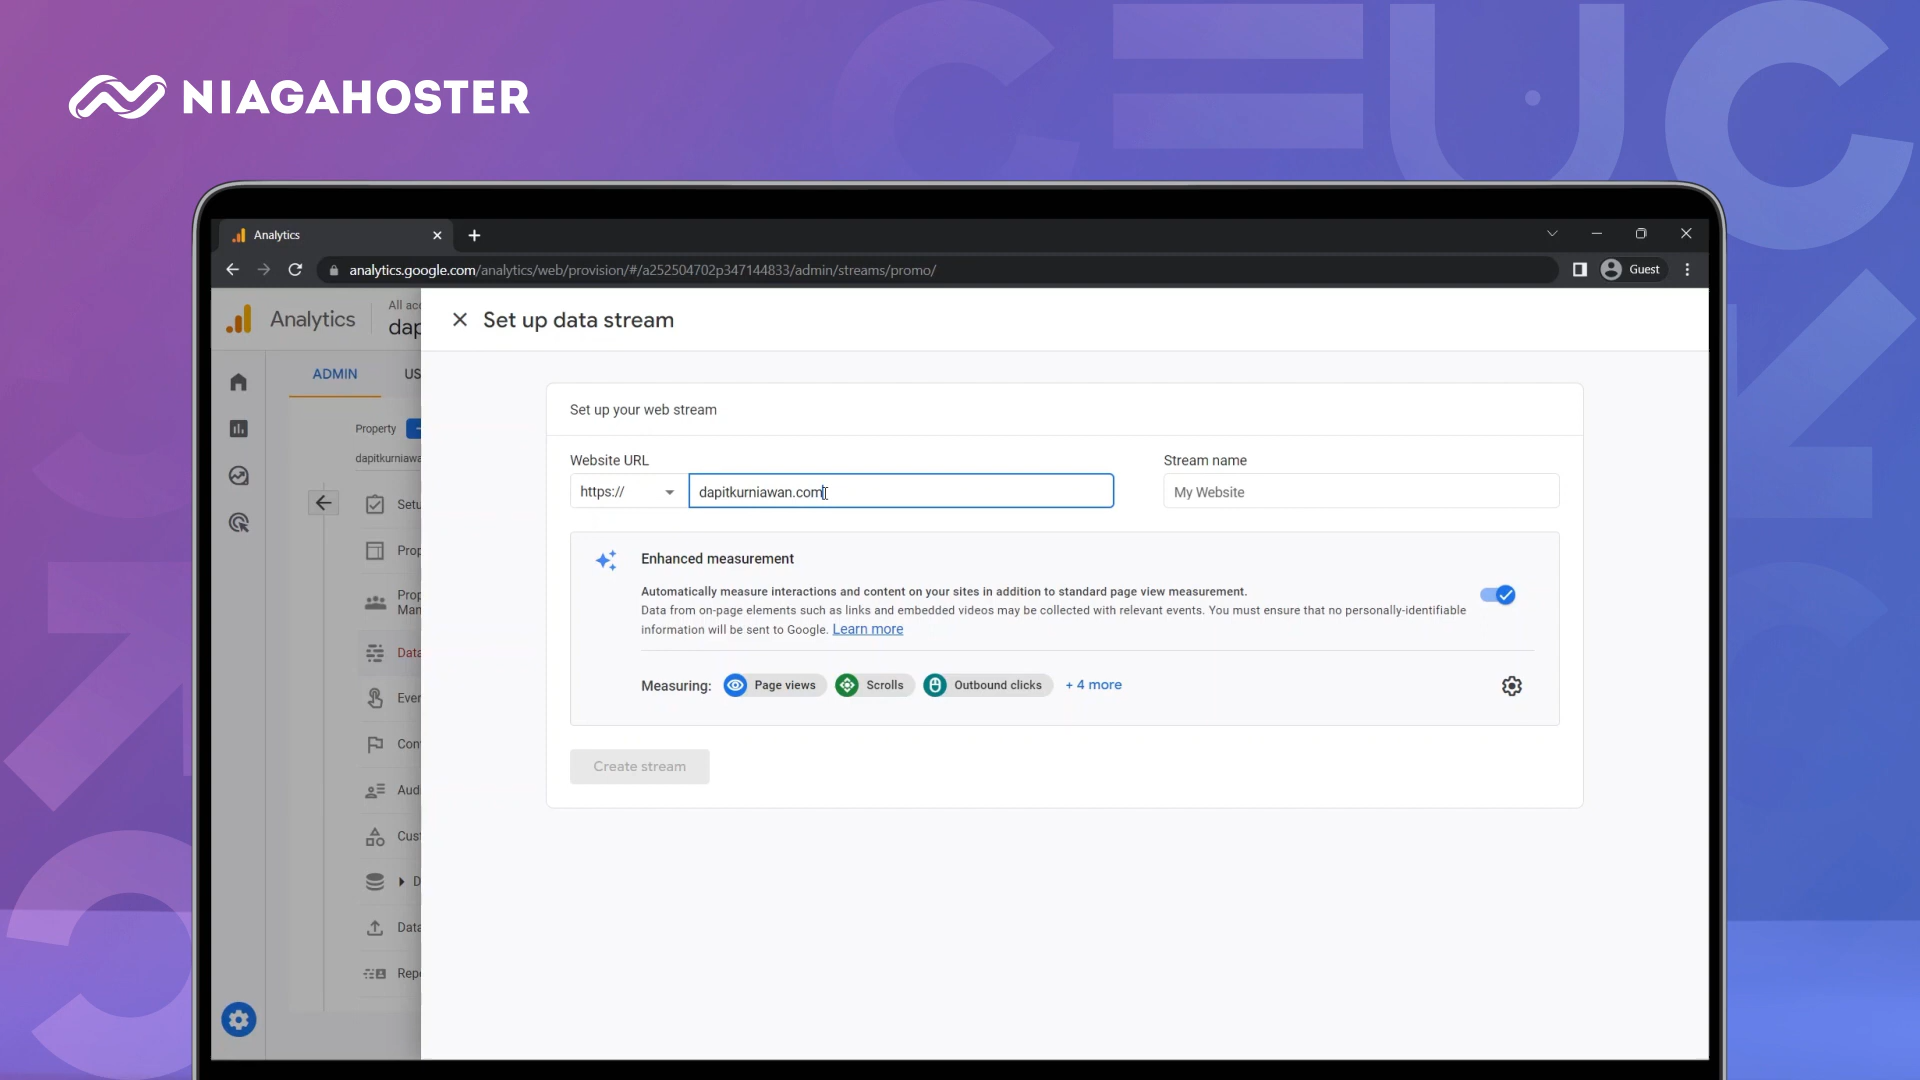 NIAGAHOSTER
Analytics
analytics.google.com/analytics/web/provision/#/a252504702p347144833/admin/streams/promo/
Guest
Analytics
All acc
dap
Set up data stream
ADMIN
US
Property
dapitkurniawa
Setu
Prop
Prop
Man
Data
Even
Con
Audi
Cust
D
Data
Repo
Set up your web stream
Website URL
Stream name
https://
dapitkurniawan.com
My Website
Enhanced measurement
Automatically measure interactions and content on your sites in addition to standard page view measurement.
Data from on-page elements such as links and embedded videos may be collected with relevant events. You must ensure that no personally-identifiable
information will be sent to Google. Learn more
Measuring: Page views Scrolls Outbound clicks + 4 more
Create stream